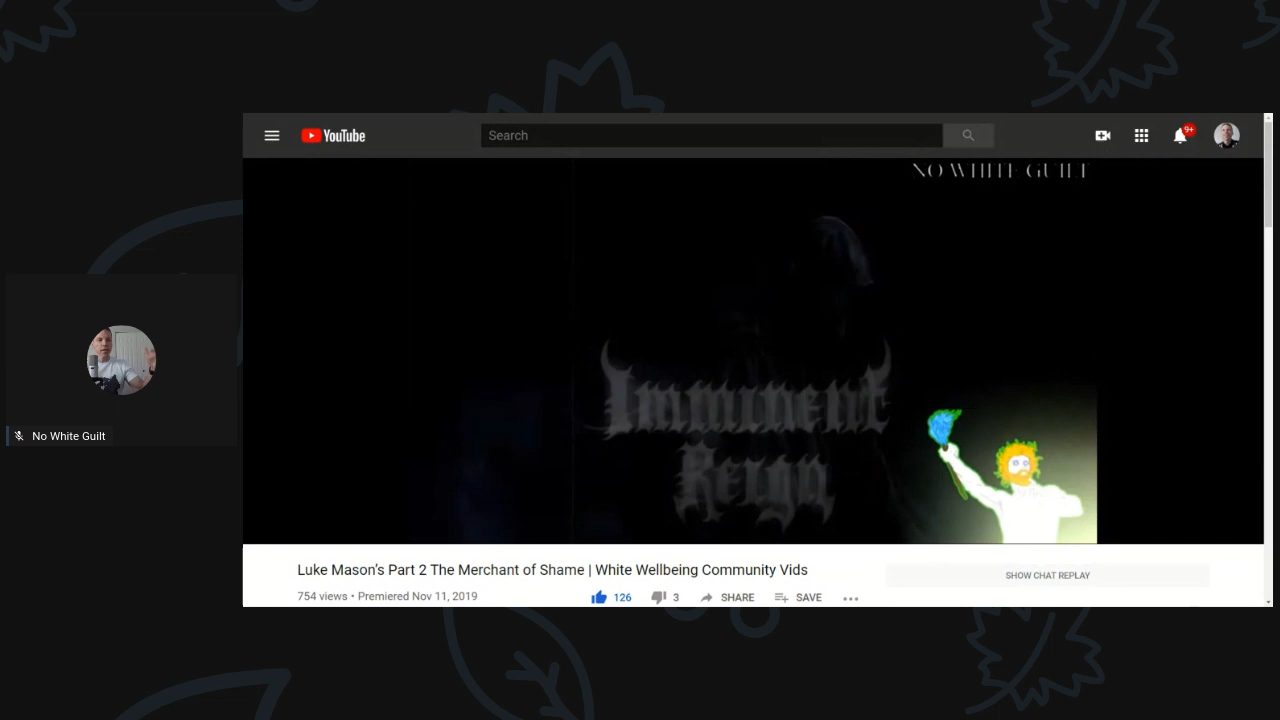 YouTube
Search
9+
NO WHITE GUILT
Imminent
Reign
No White Guilt
Luke Mason's Part 2 The Merchant of Shame | White Wellbeing Community Vids
SHOW CHAT REPLAY
754 views • Premiered Nov 11, 2019
126
3
SHARE
SAVE